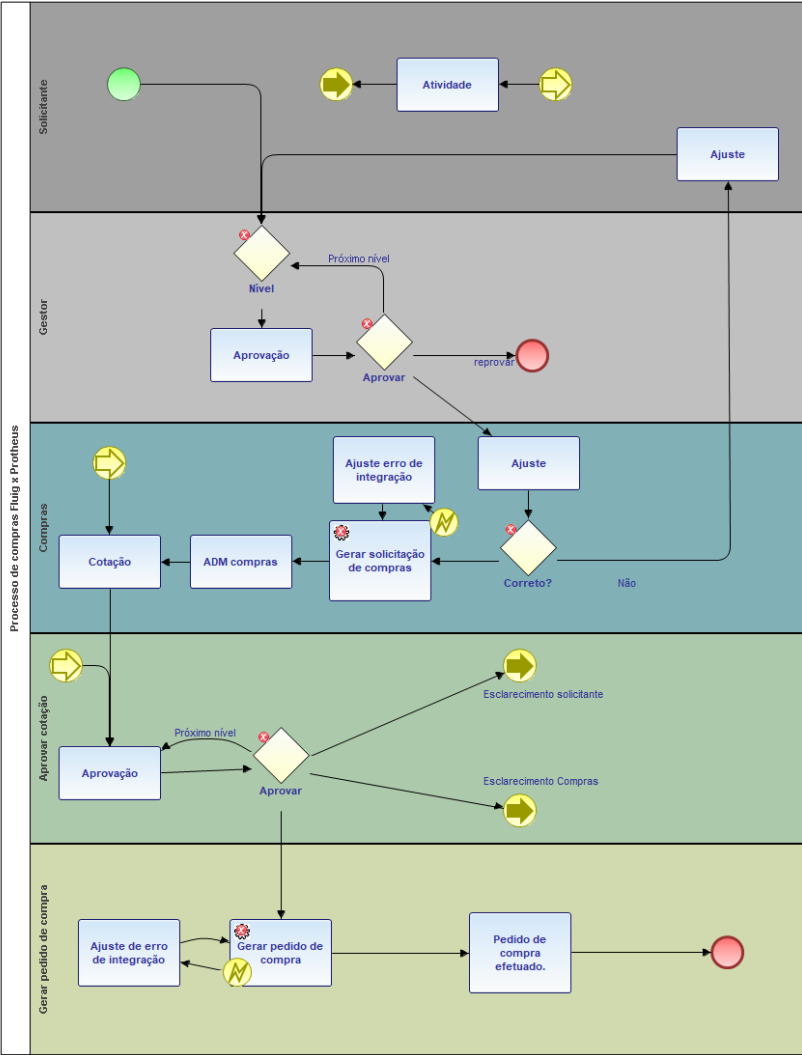 Processo de compras Fluig x Protheus
Solicitante
Atividade
Ajuste
Gestor
Nível
Próximo nível
Aprovação
Aprovar
reprovar
Compras
Ajuste erro de
integração
Ajuste
Cotação
ADM compras
Gerar solicitação
de compras
Correto?
Não
Aprovar cotação
Esclarecimento solicitante
Próximo nível
Aprovação
Aprovar
Esclarecimento Compras
Gerar pedido de compra
Ajuste de erro
de integração
Gerar pedido de
compra
Pedido de
compra
efetuado.